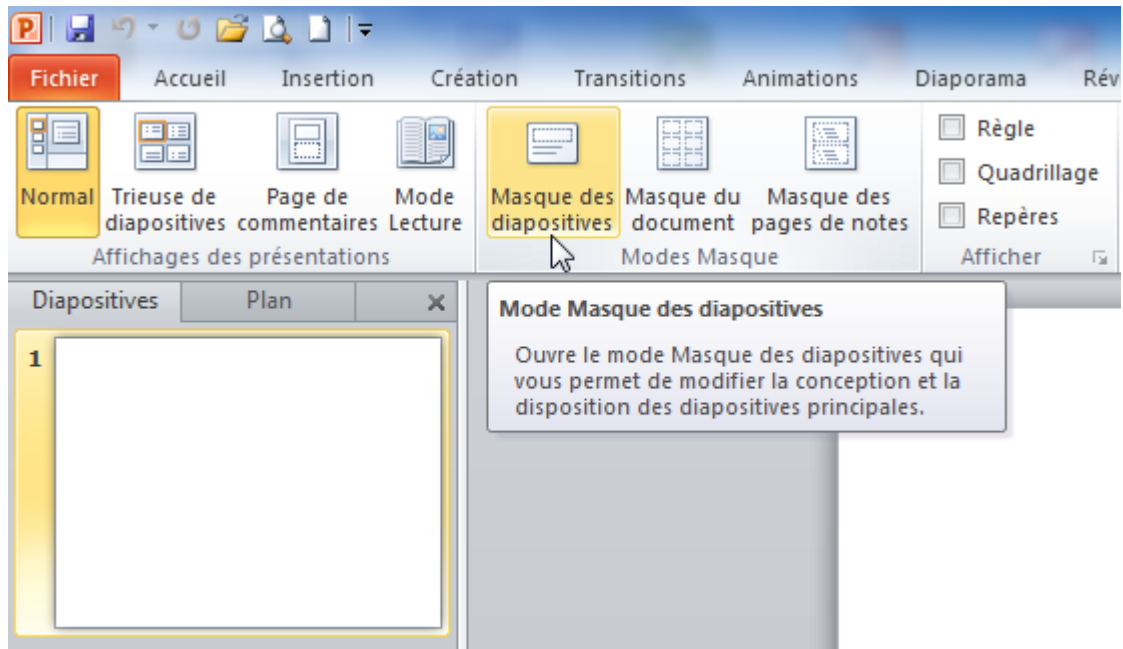 Fichier Accueil Insertion Création Transitions Animations Diaporama Rév
Normal
Trieuse de
diapositives
Page de
commentaires
Mode
Lecture
Affichages des présentations
Masque des
diapositives
Masque du
document
Masque des
pages de notes
Modes Masque
Règle
Quadrillage
Repères
Afficher
Diapositives Plan
1
Mode Masque des diapositives
Ouvre le mode Masque des diapositives qui
vous permet de modifier la conception et la
disposition des diapositives principales.